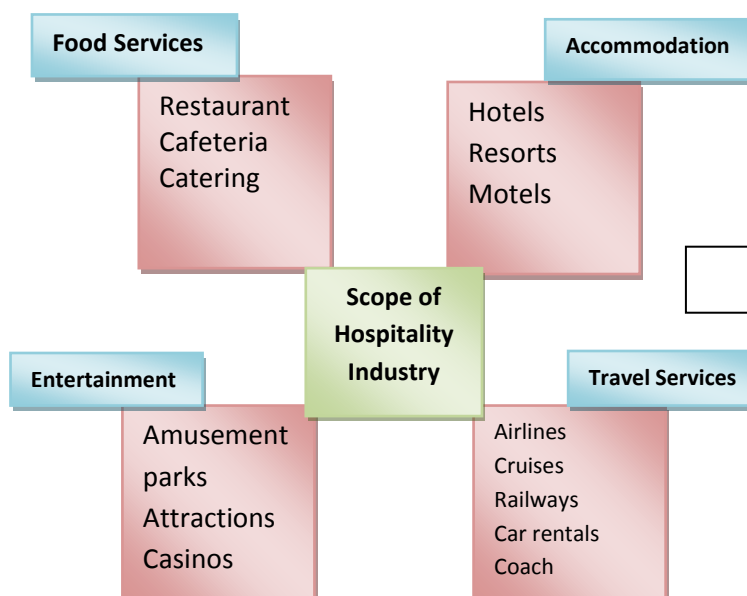 Food Services
Restaurant
Cafeteria
Catering
Accommodation
Hotels
Resorts
Motels
Scope of
Hospitality
Industry
Entertainment
Amusement
parks
Attractions
Casinos
Travel Services
Airlines
Cruises
Railways
Car rentals
Coach